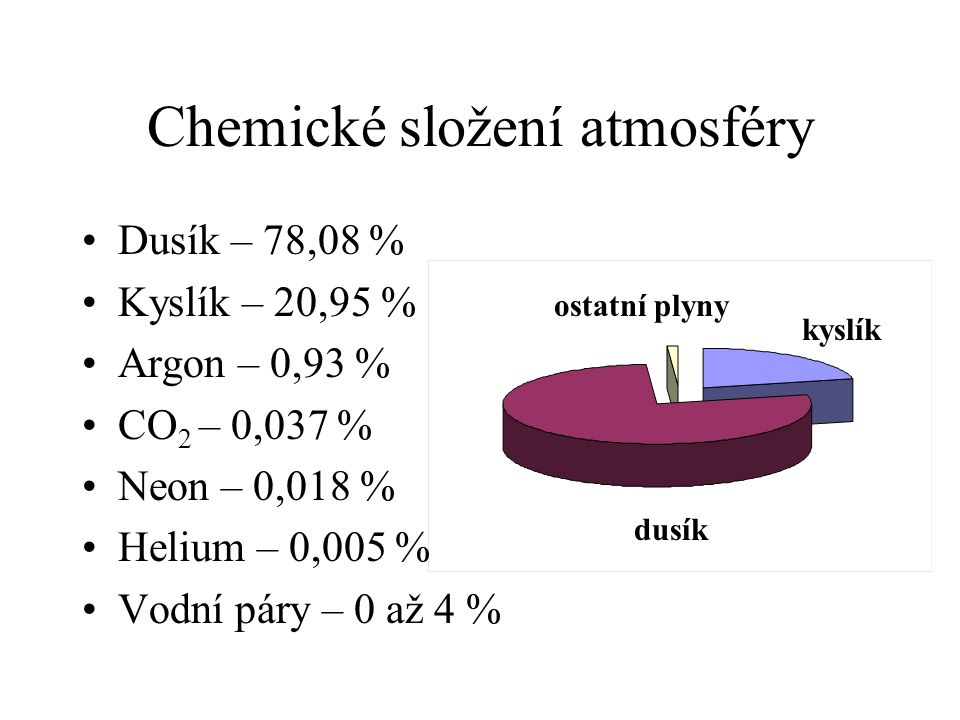 Chemické složení atmosféry
• Dusík – 78,08 %
• Kyslík – 20,95 %
• Argon – 0,93 %
• CO₂ – 0,037 %
• Neon – 0,018 %
• Helium – 0,005 %
• Vodní páry – 0 až 4 %
ostatní plyny
kyslík
dusík